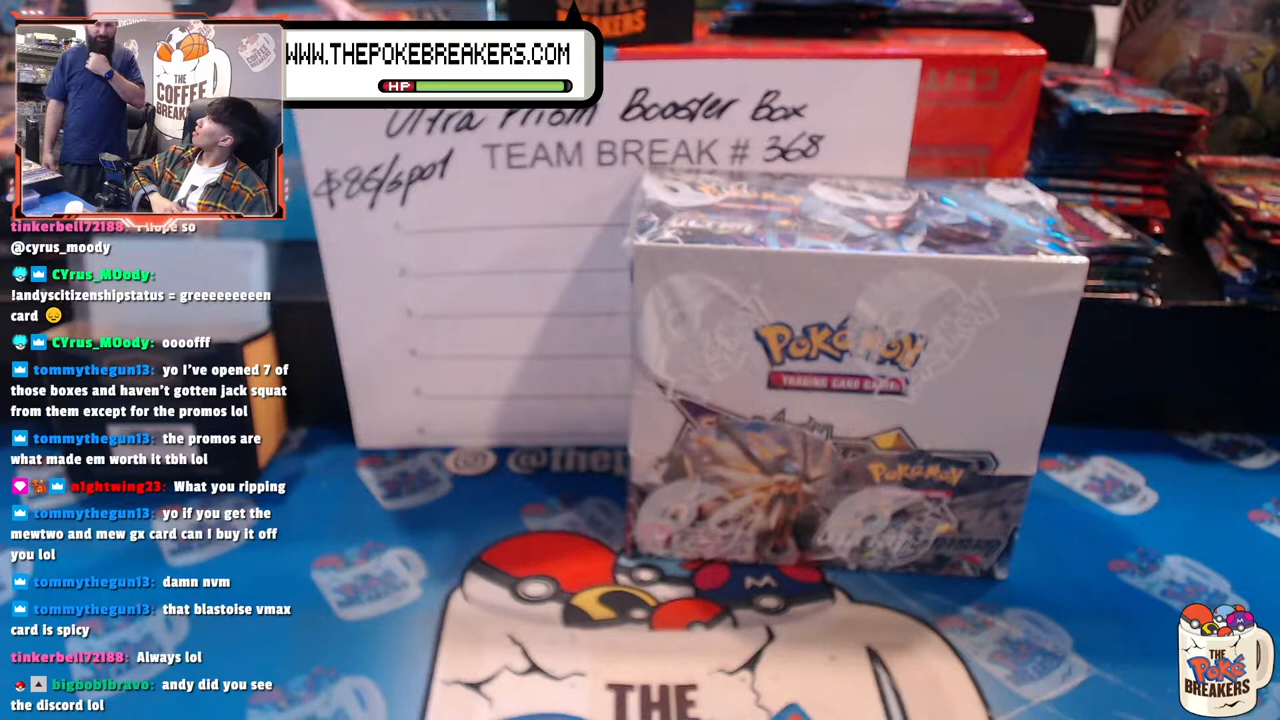 WWW.THEPOKEBREAKERS.COM
HP
Ultra Prism Booster Box
TEAM BREAK # 368
$86/spot
THE
COFFEE
BREAKERS
tinkerbell72188: I hope so
@cyrus_moody
CYrus_MOody:
!andyscitizenshipstatus = greeeeeeeeen
card 😔
CYrus_MOody: oooofff
tommythegun13: yo I've opened 7 of
those boxes and haven't gotten jack squat
from them except for the promos lol
tommythegun13: the promos are
what made em worth it tbh lol
n1ghtwing23: What you ripping
tommythegun13: yo if you get the
mewtwo and mew gx card can I buy it off
you lol
tommythegun13: damn nvm
tommythegun13: that blastoise vmax
card is spicy
tinkerbell72188: Always lol
bigbob1bravo: andy did you see
the discord lol
POKéMON
TRADING CARD GAME
POKéMON
@thep
M
THE
THE
Poké
BREAKERS